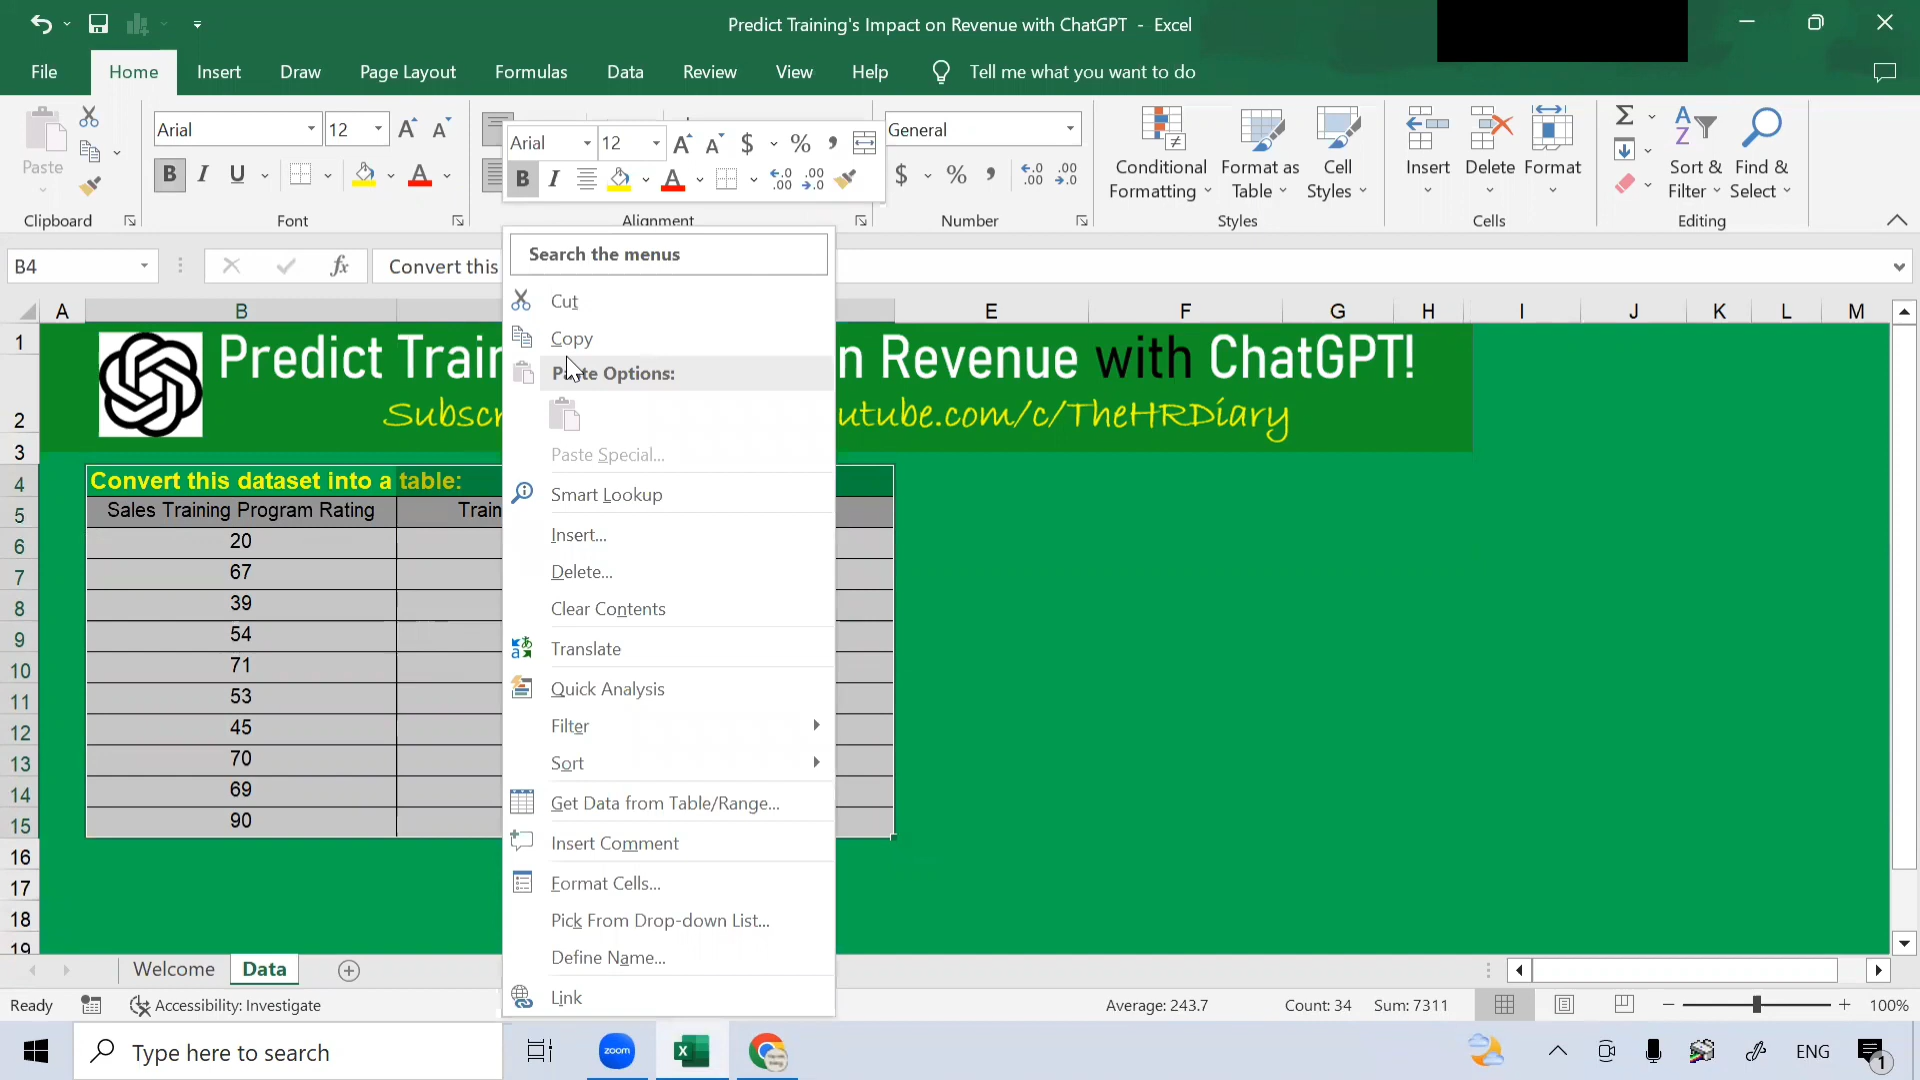 Predict Training's Impact on Revenue with ChatGPT - Excel
File Home Insert Draw Page Layout Formulas Data Review View Help Tell me what you want to do
Paste
Clipboard
Arial 12
B I U
Font
Alignment
Arial 12 $ % ,
B I
General
$ % ,
Number
Conditional Formatting
Format as Table
Cell Styles
Styles
Insert Delete Format
Cells
Sort & Filter
Find & Select
Editing
B4
fx
Convert this
A B E F G H I J K L M
1
2
3
4
5
6
7
8
9
10
11
12
13
14
15
16
17
18
19
Predict Train
n Revenue with ChatGPT!
Subscr
utube.com/c/TheHRDiary
Convert this dataset into a table:
Sales Training Program Rating Train
20
67
39
54
71
53
45
70
69
90
Search the menus
Cut
Copy
Options:
Paste Special...
Smart Lookup
Insert...
Delete...
Clear Contents
Translate
Quick Analysis
Filter
Sort
Get Data from Table/Range...
Insert Comment
Format Cells...
Pick From Drop-down List...
Define Name...
Link
Welcome Data
Ready Accessibility: Investigate Average: 243.7 Count: 34 Sum: 7311 100%
Type here to search
zoom
ENG
1